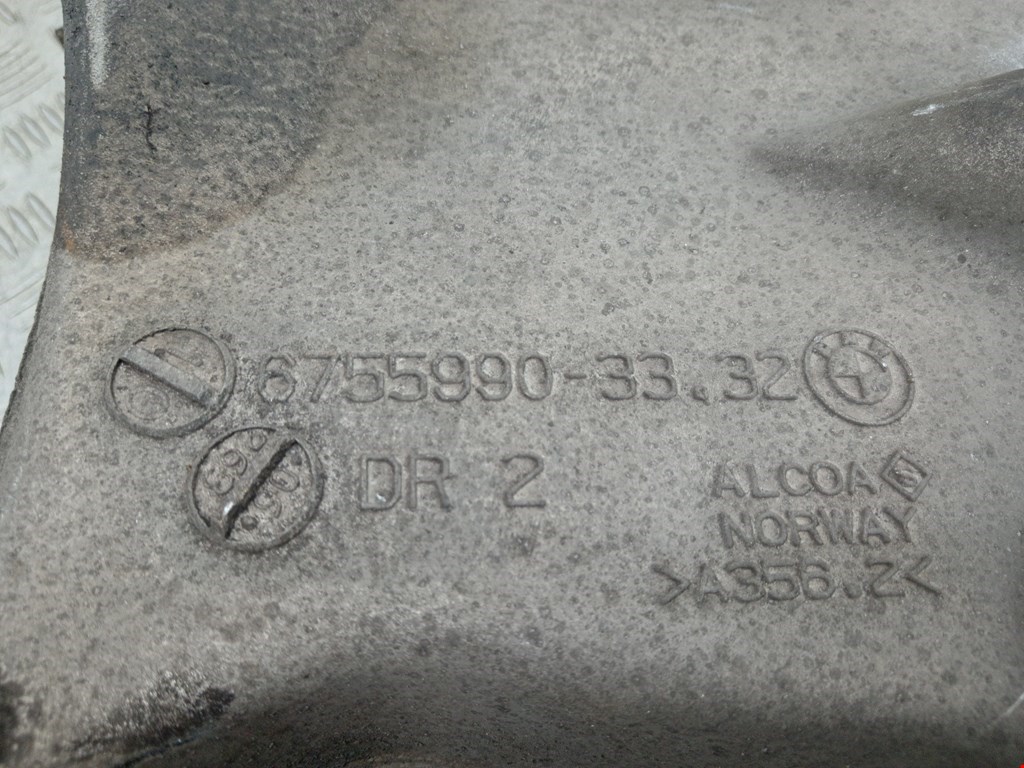 6755990-33.32
DR 2
ALCOA
NORWAY
>A356.2<